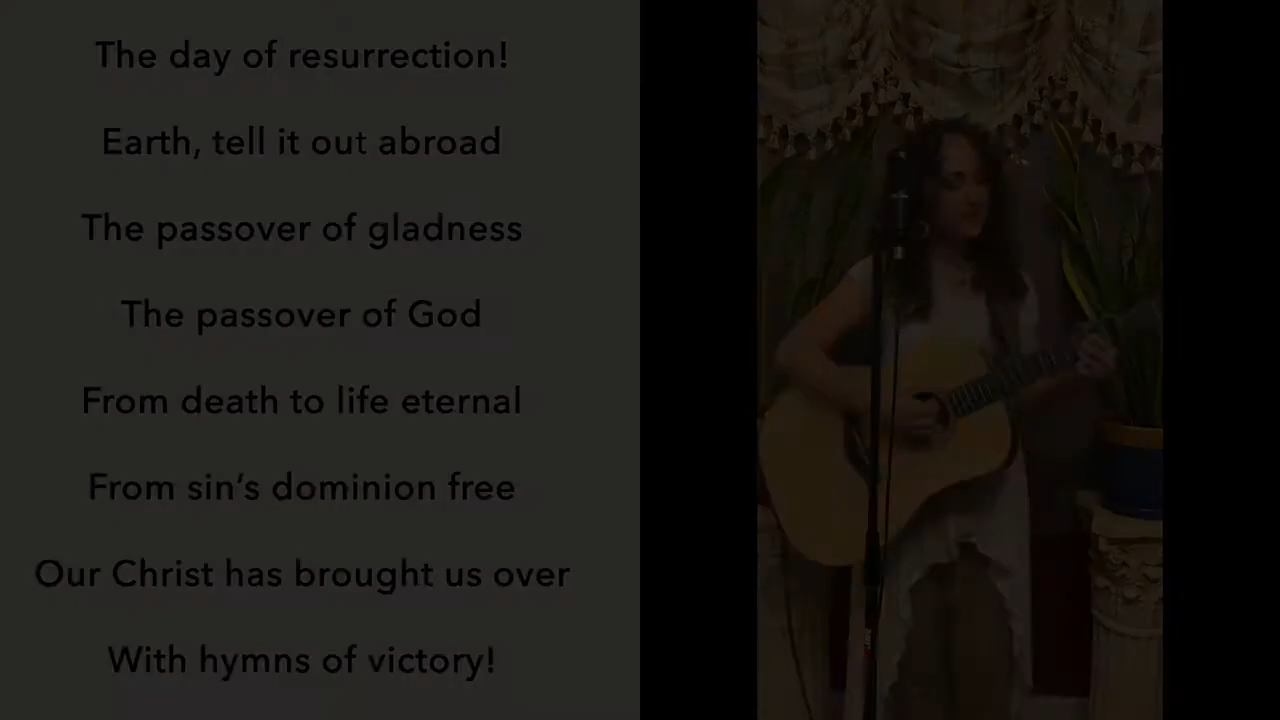 The day of resurrection!
Earth, tell it out abroad
The passover of gladness
The passover of God
From death to life eternal
From sin's dominion free
Our Christ has brought us over
With hymns of victory!